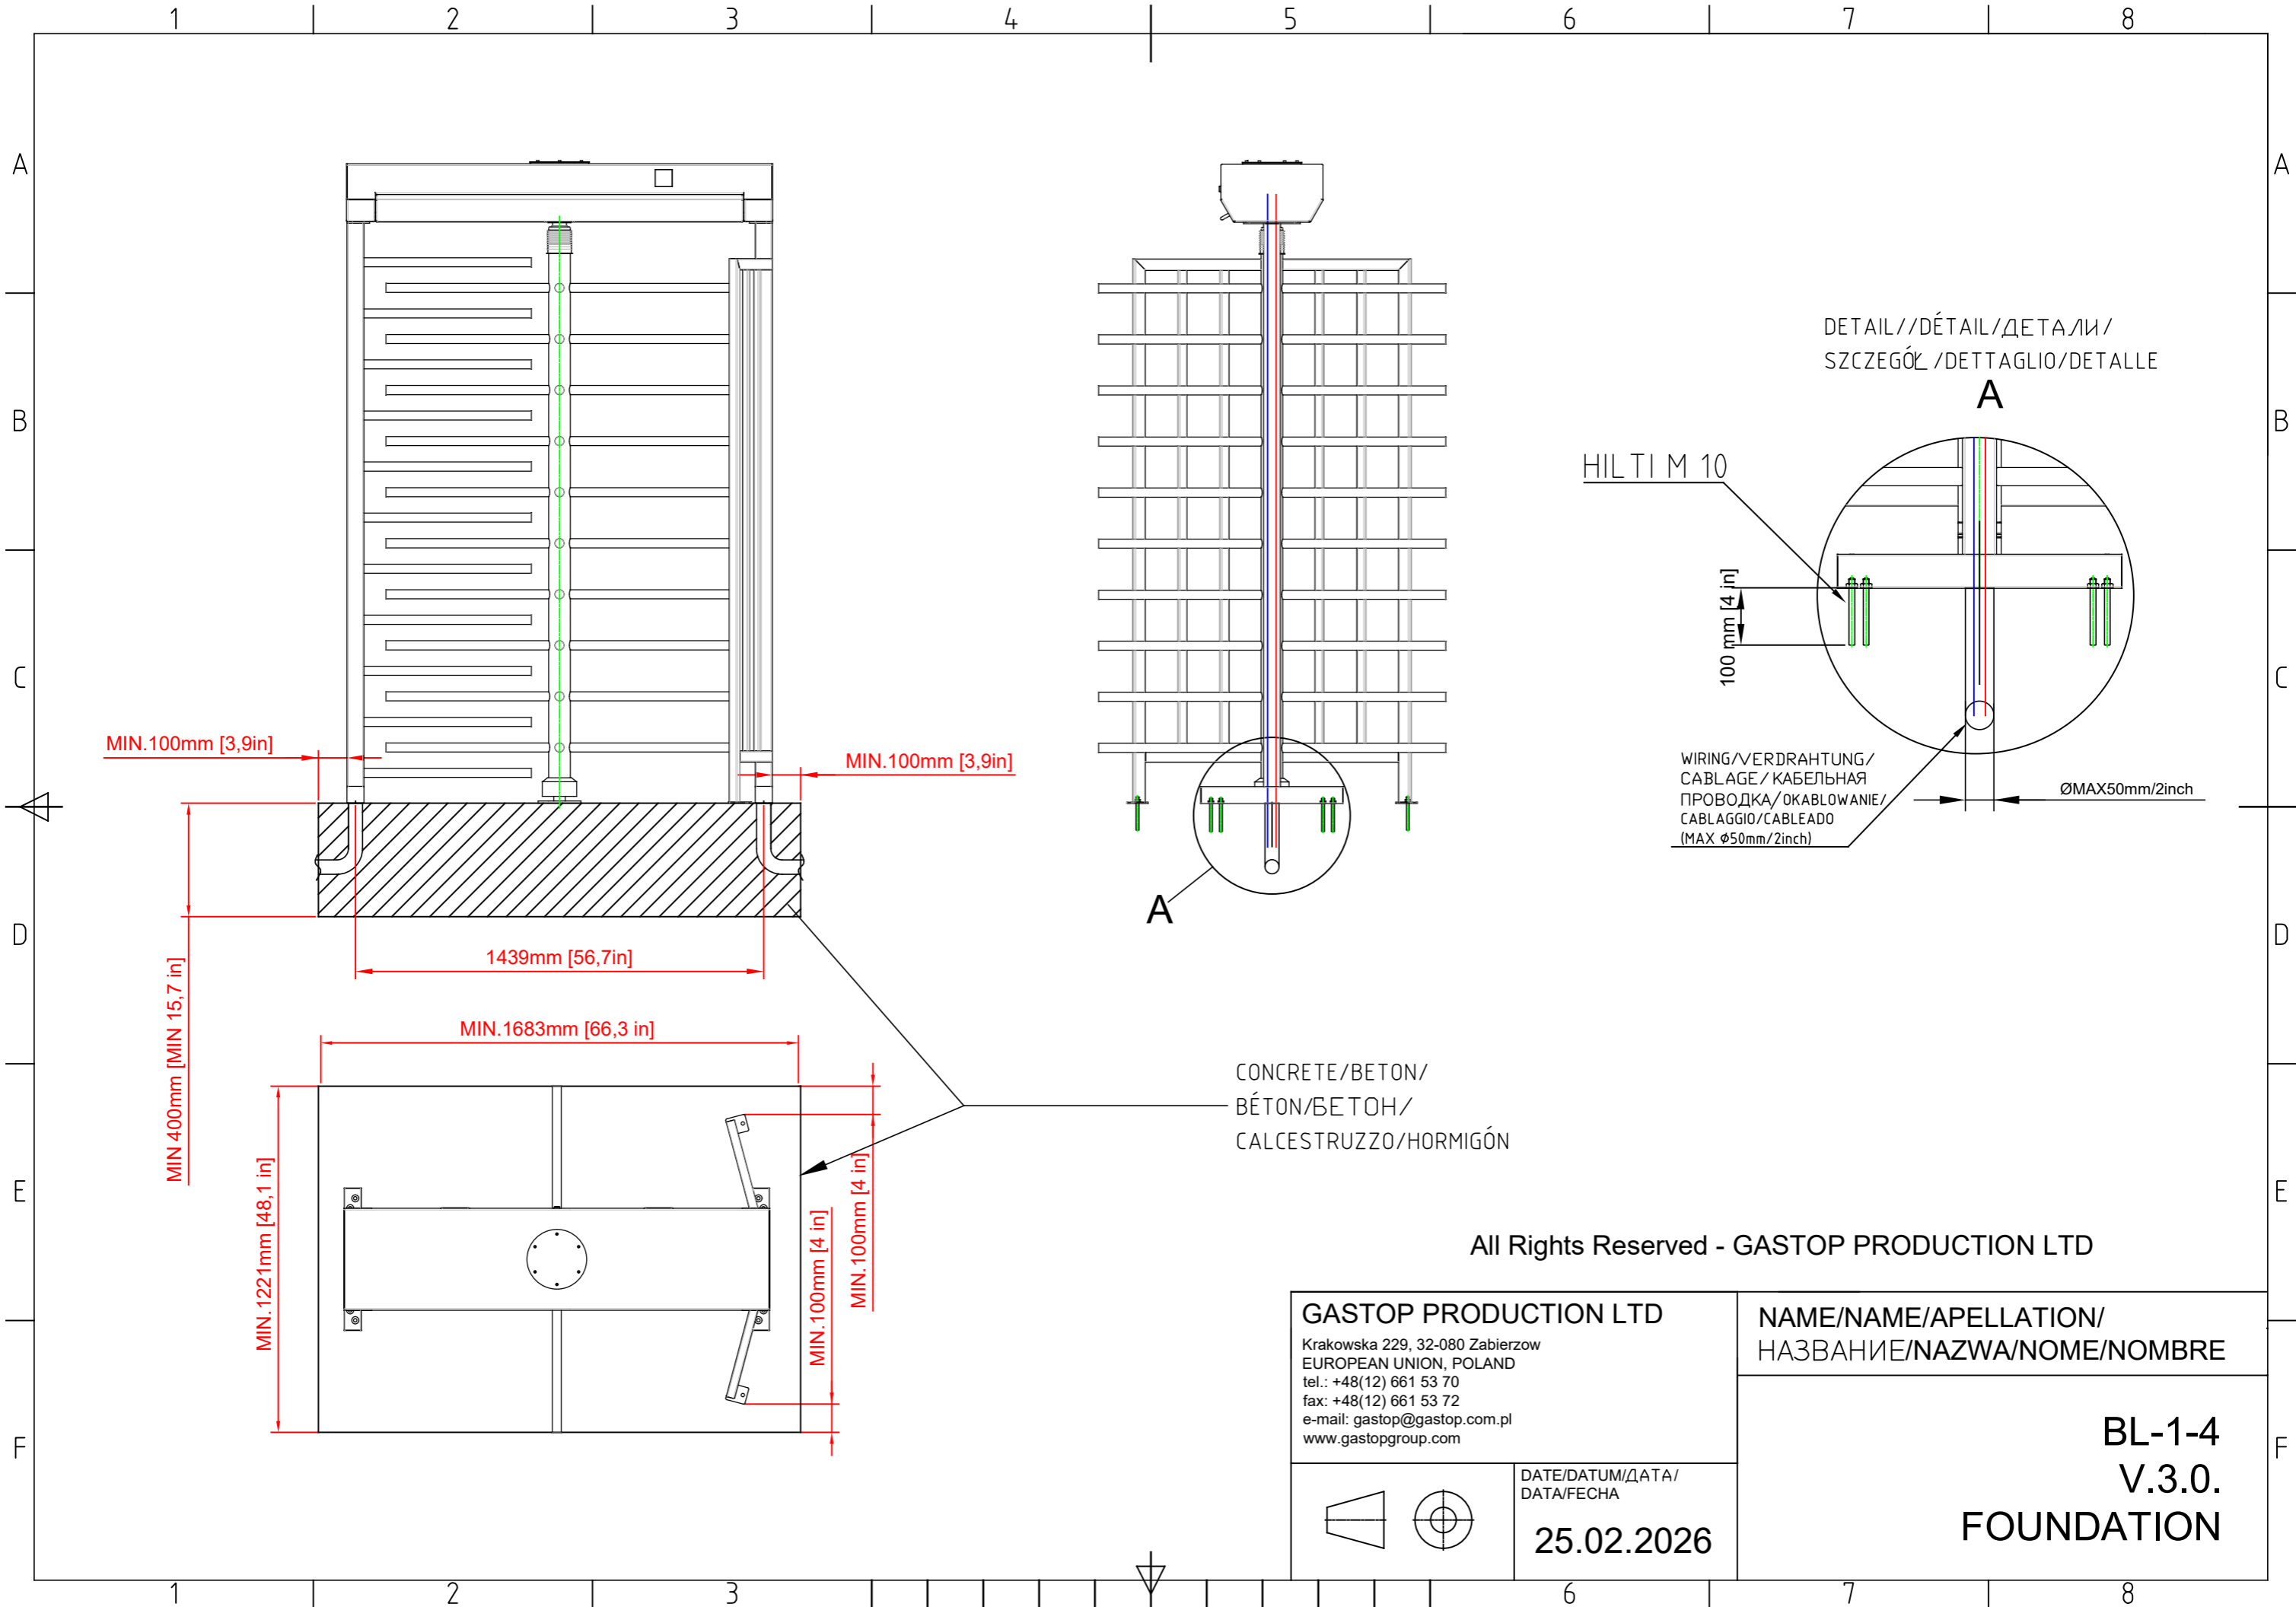 1 2 3 4 5 6 7 8
A
B
C
D
E
F
A
B
C
D
E
F
MIN.100mm [3,9in]
MIN.100mm [3,9in]
MIN 400mm [MIN 15,7 in]
1439mm [56,7in]
MIN.1683mm [66,3 in]
MIN.1221mm [48,1 in]
MIN.100mm [4 in]
MIN.100mm [4 in]
A
DETAIL//DÉTAIL/ДЕТАЛИ/
SZCZEGÓŁ/DETTAGLIO/DETALLE
A
HILTI M 10
100 mm [4 in]
WIRING/VERDRAHTUNG/
CABLAGE/КАБЕЛЬНАЯ
ПРОВОДКА/OKABLOWANIE/
CABLAGGIO/CABLEADO
(MAX Ø50mm/2inch)
ØMAX50mm/2inch
CONCRETE/BETON/
BÉTON/БЕТОН/
CALCESTRUZZO/HORMIGÓN
All Rights Reserved - GASTOP PRODUCTION LTD
GASTOP PRODUCTION LTD
Krakowska 229, 32-080 Zabierzow
EUROPEAN UNION, POLAND
tel.: +48(12) 661 53 70
fax: +48(12) 661 53 72
e-mail: gastop@gastop.com.pl
www.gastopgroup.com
NAME/NAME/APELLATION/
НАЗВАНИЕ/NAZWA/NOME/NOMBRE
DATE/DATUM/ДАТА/
DATA/FECHA
25.02.2026
BL-1-4
V.3.0.
FOUNDATION
1 2 3 6 7 8